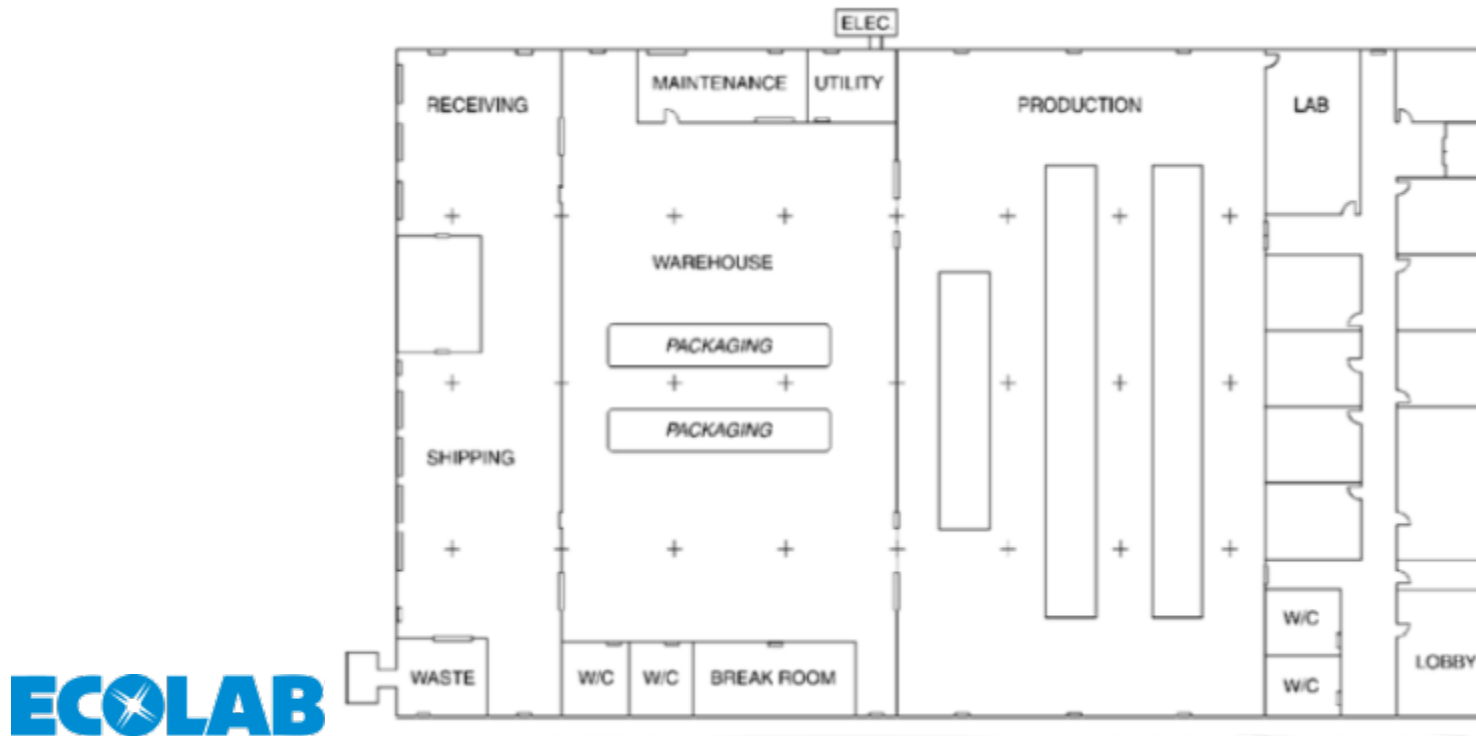 ELEC.
MAINTENANCE
UTILITY
RECEIVING
PRODUCTION
LAB
WAREHOUSE
PACKAGING
PACKAGING
SHIPPING
W/C
WASTE
W/C
W/C
BREAK ROOM
W/C
LOBBY
ECOLAB